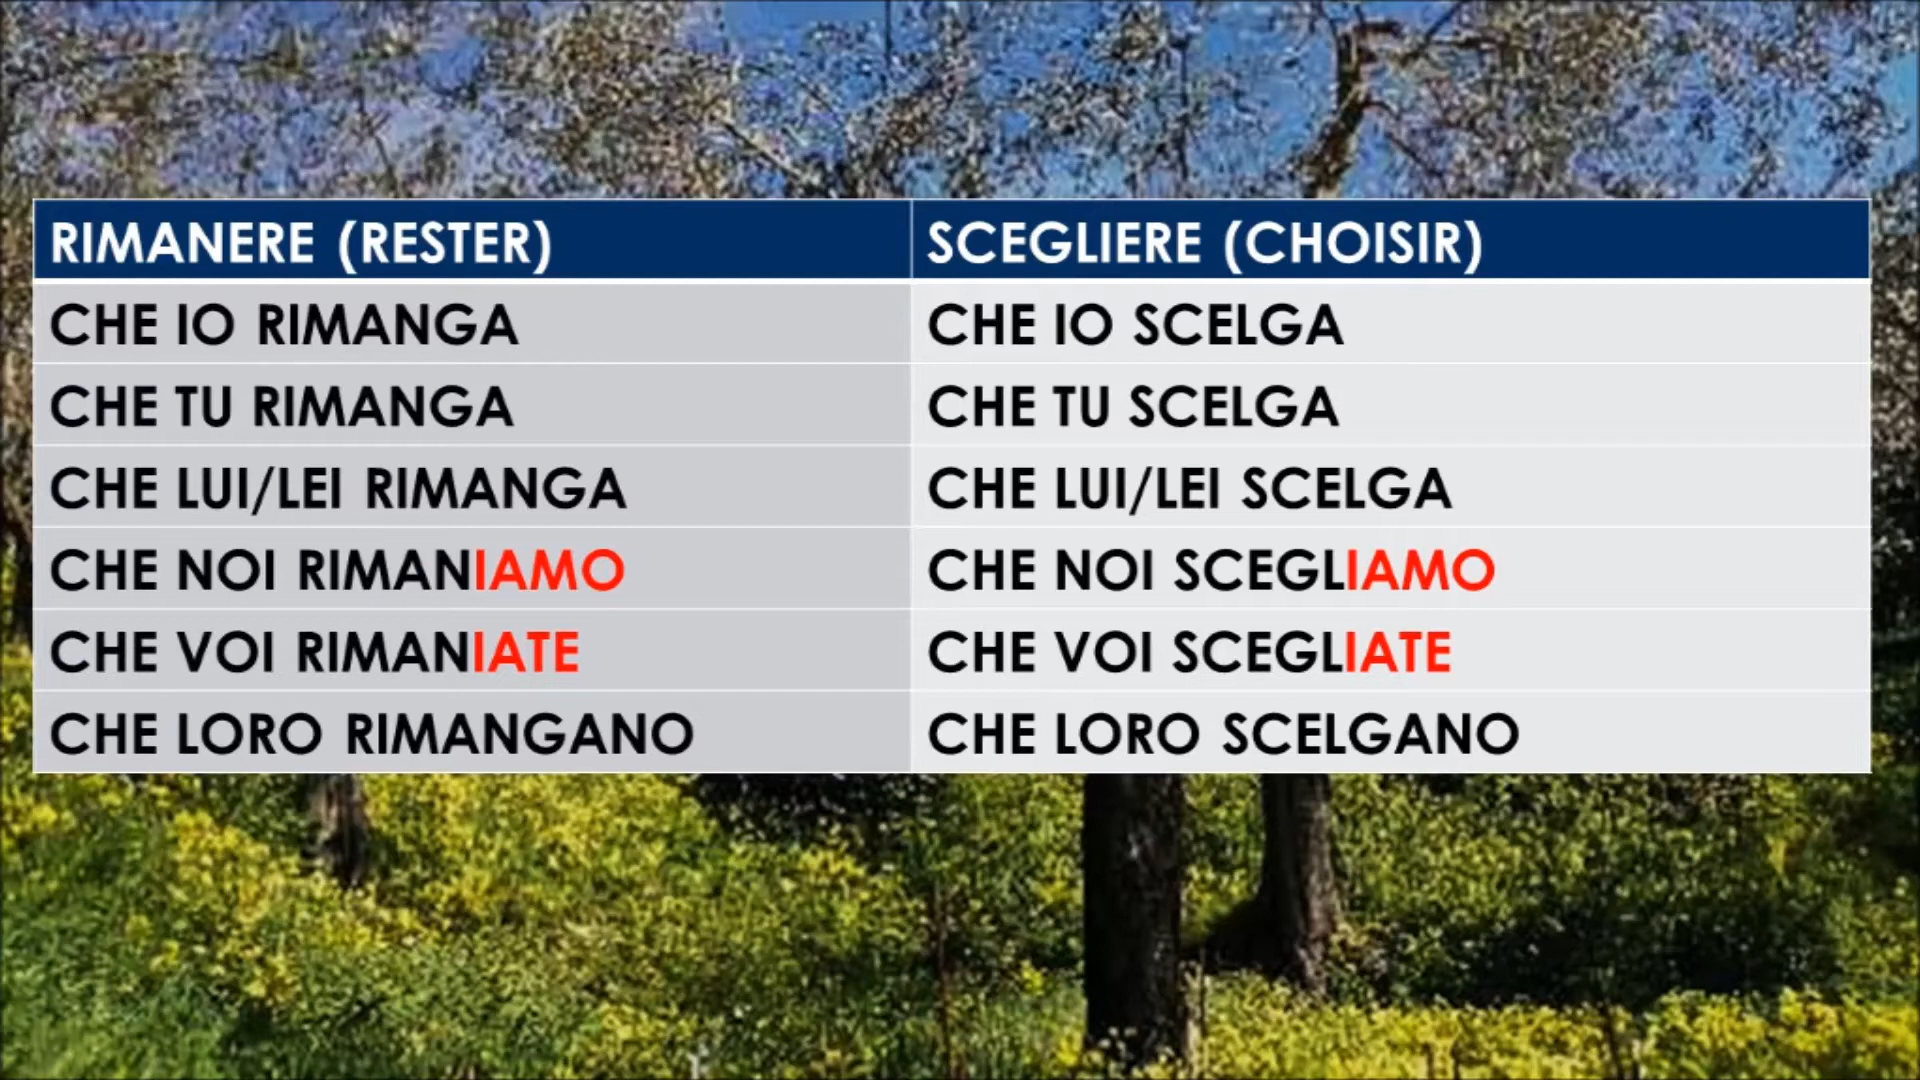 RIMANERE (RESTER) SCEGLIERE (CHOISIR)
CHE IO RIMANGA CHE IO SCELGA
CHE TU RIMANGA CHE TU SCELGA
CHE LUI/LEI RIMANGA CHE LUI/LEI SCELGA
CHE NOI RIMANIAMO CHE NOI SCEGLIAMO
CHE VOI RIMANIATE CHE VOI SCEGLIATE
CHE LORO RIMANGANO CHE LORO SCELGANO